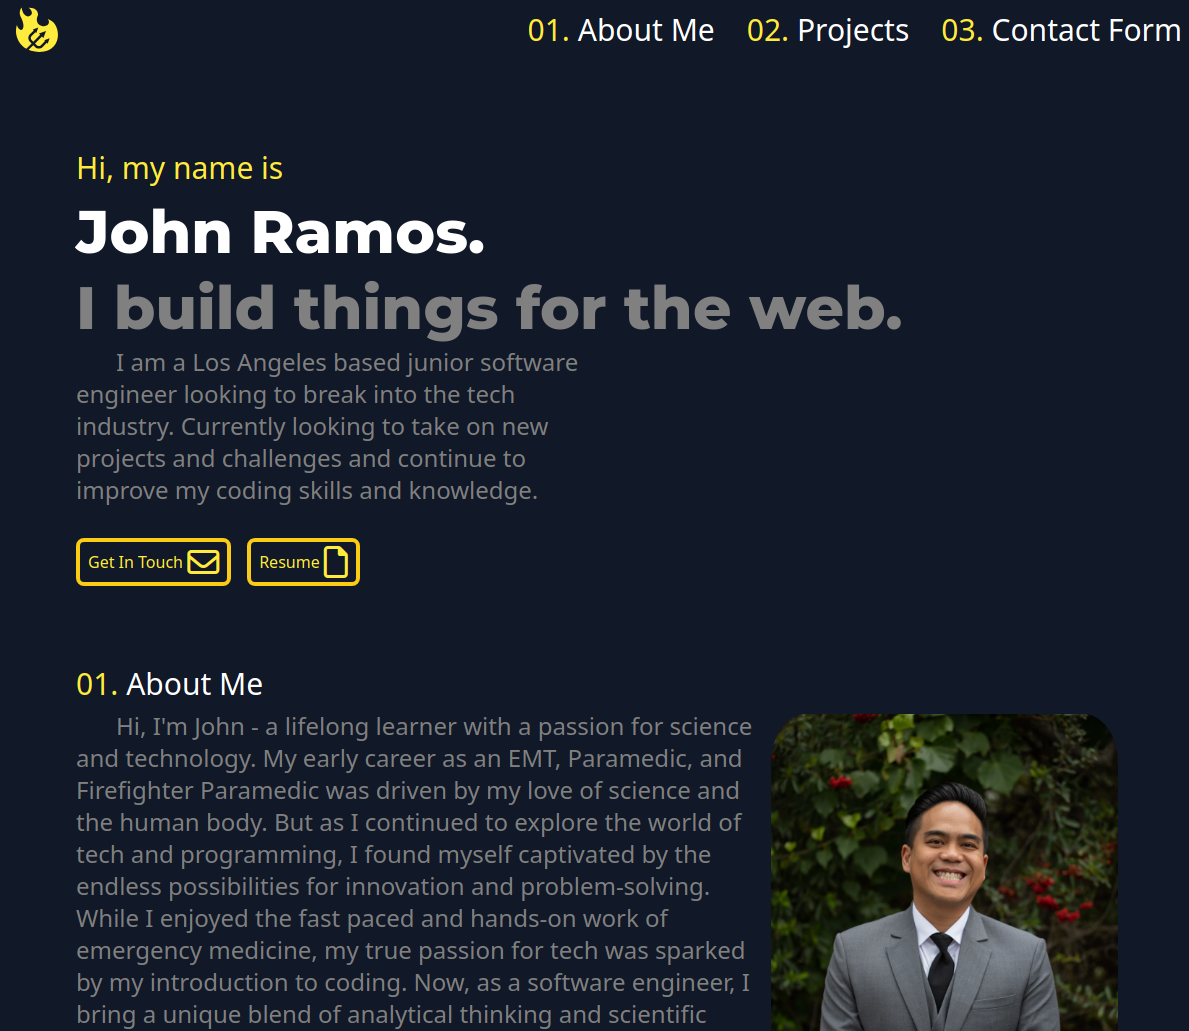 01. About Me 02. Projects 03. Contact Form
Hi, my name is
John Ramos.
I build things for the web.
I am a Los Angeles based junior software
engineer looking to break into the tech
industry. Currently looking to take on new
projects and challenges and continue to
improve my coding skills and knowledge.
Get In Touch
Resume
01. About Me
Hi, I'm John - a lifelong learner with a passion for science
and technology. My early career as an EMT, Paramedic, and
Firefighter Paramedic was driven by my love of science and
the human body. But as I continued to explore the world of
tech and programming, I found myself captivated by the
endless possibilities for innovation and problem-solving.
While I enjoyed the fast paced and hands-on work of
emergency medicine, my true passion for tech was sparked
by my introduction to coding. Now, as a software engineer, I
bring a unique blend of analytical thinking and scientific